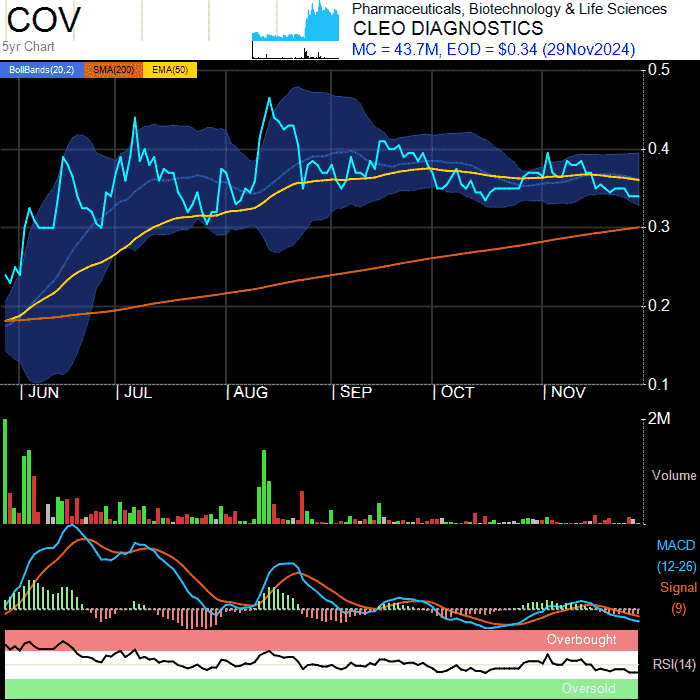 COV
5yr Chart
Pharmaceuticals, Biotechnology & Life Sciences
CLEO DIAGNOSTICS
MC = 43.7M, EOD = $0.34 (29Nov2024)
BollBands(20,2) SMA(200) EMA(50)
0.5
0.4
0.3
0.2
0.1
JUN JUL AUG SEP OCT NOV
2M
Volume
MACD
(12-26)
Signal
(9)
Overbought
RSI(14)
Oversold